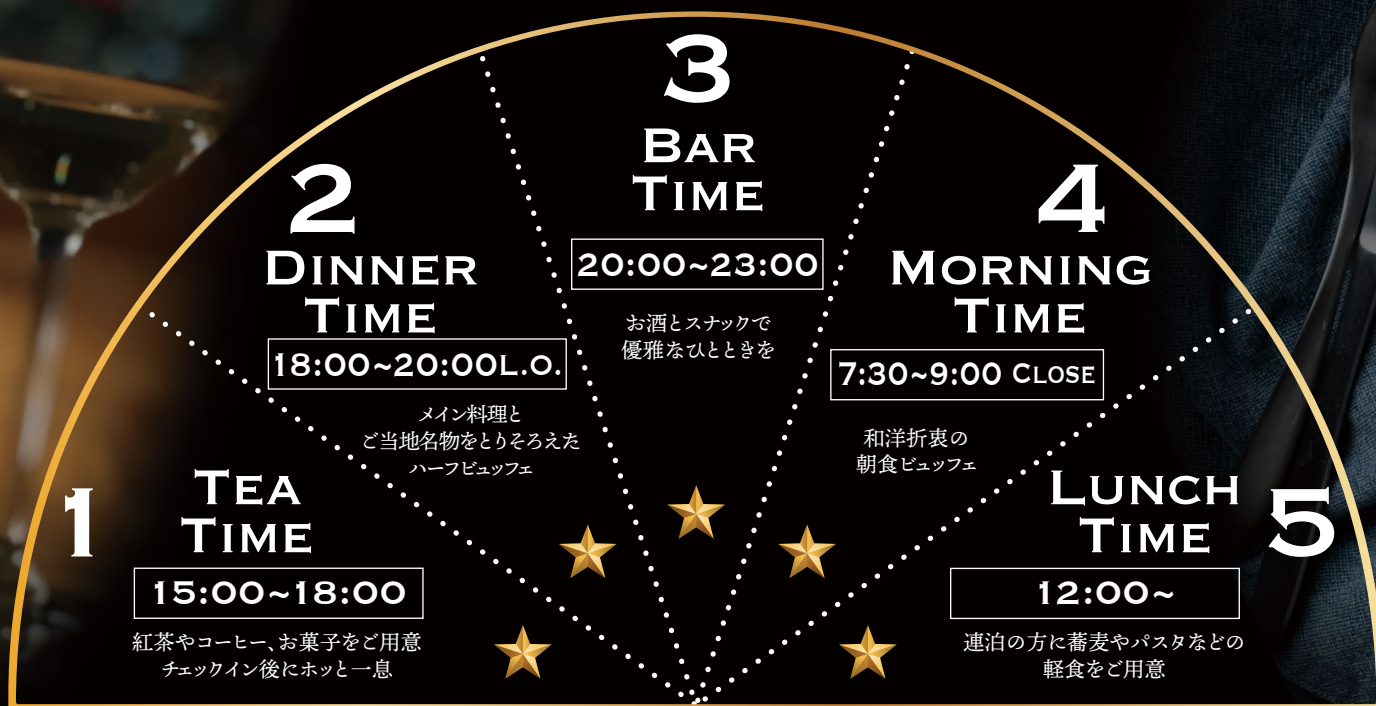 1
TEA
TIME
15:00~18:00
紅茶やコーヒー、お菓子をご用意
チェックイン後にホッと一息
2
DINNER
TIME
18:00~20:00L.O.
メイン料理と
ご当地名物をとりそろえた
ハーフビュッフェ
3
BAR
TIME
20:00~23:00
お酒とスナックで
優雅なひとときを
4
MORNING
TIME
7:30~9:00 CLOSE
和洋折衷の
朝食ビュッフェ
5
LUNCH
TIME
12:00~
連泊の方に蕎麦やパスタなどの
軽食をご用意